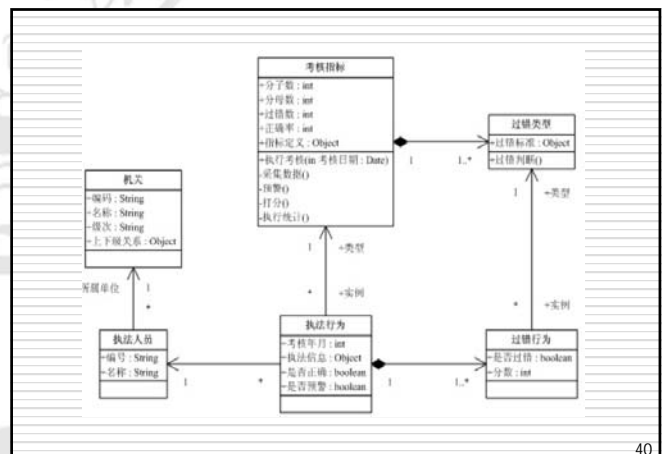 考核指标
+分子数 : int
+分母数 : int
+过错数 : int
+正确率 : int
+指标定义 : Object
+执行考核(in 考核日期 : Date)
-采集数据()
-预警()
-打分()
-执行统计()
1
1..*
过错类型
+过错标准 : Object
+过错判断()
机关
-编码 : String
-名称 : String
-级次 : String
-上下级关系 : Object
1
+类型
1
+类型
所属单位
1
*
*
+实例
*
+实例
执法人员
-编号 : String
-名称 : String
1
*
执法行为
-考核年月 : int
-执法信息 : Object
-是否正确 : boolean
-是否预警 : boolean
1
1..*
过错行为
-是否过错 : boolean
-分数 : int
40